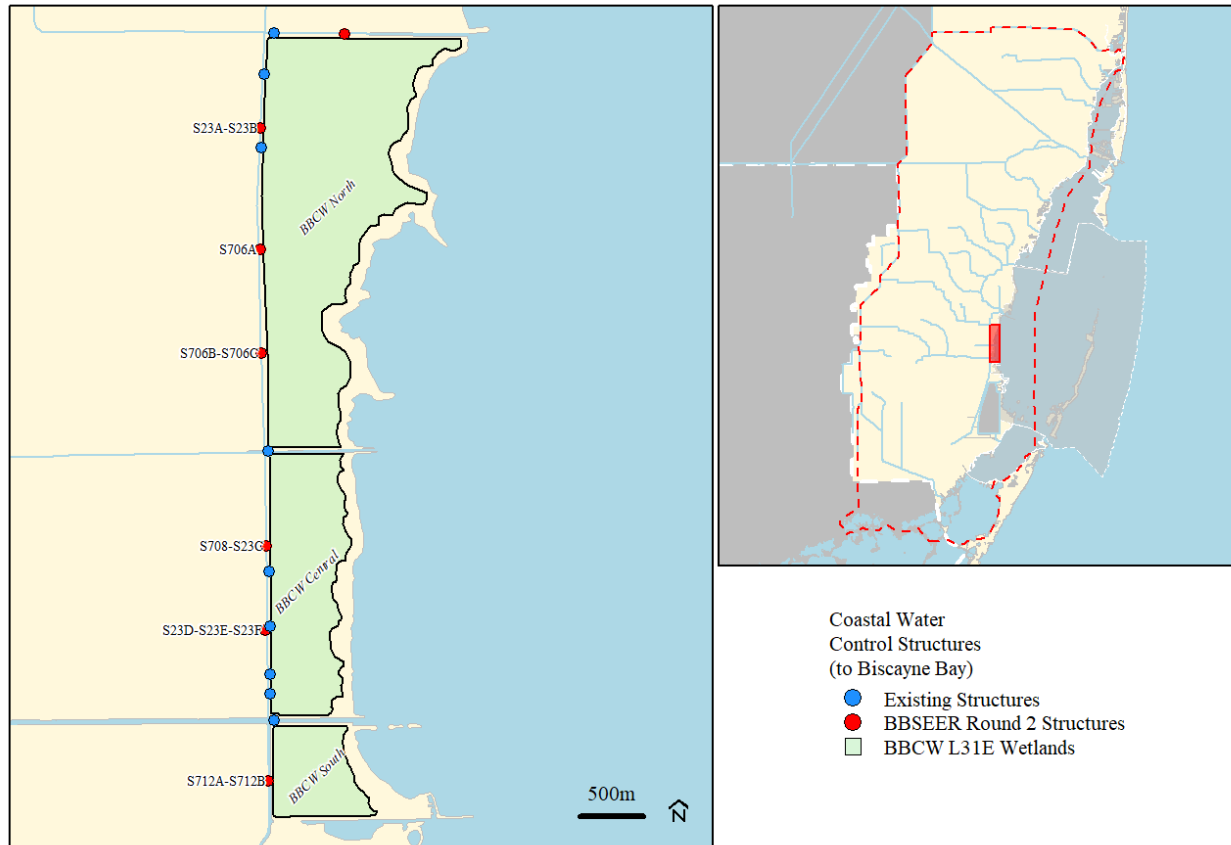 S23A-S23B
BBCW North
S706A
S706B-S706G
S708-S23G
BBCW Central
S23D-S23E-S23F
BBCW South
S712A-S712B
500m
N
Coastal Water
Control Structures
(to Biscayne Bay)
Existing Structures
BBSEER Round 2 Structures
BBCW L31E Wetlands